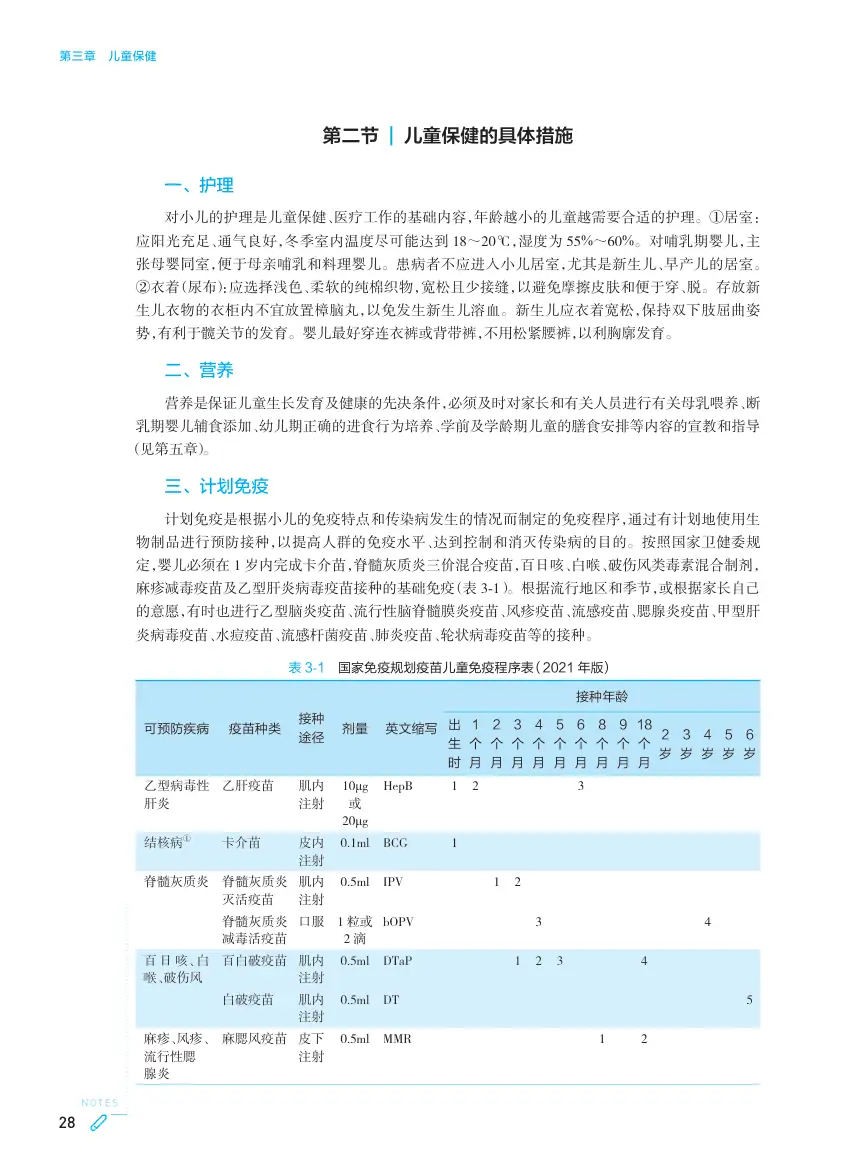 第三章 儿童保健
第二节 | 儿童保健的具体措施
一、护理
对小儿的护理是儿童保健、医疗工作的基础内容,年龄越小的儿童越需要合适的护理。①居室:
应阳光充足、通气良好,冬季室内温度尽可能达到 18～20℃,湿度为 55%～60%。对哺乳期婴儿,主
张母婴同室,便于母亲哺乳和料理婴儿。患病者不应进入小儿居室,尤其是新生儿、早产儿的居室。
②衣着(尿布):应选择浅色、柔软的纯棉织物,宽松且少接缝,以避免摩擦皮肤和便于穿、脱。存放新
生儿衣物的衣柜内不宜放置樟脑丸,以免发生新生儿溶血。新生儿应衣着宽松,保持双下肢屈曲姿
势,有利于髋关节的发育。婴儿最好穿连衣裤或背带裤,不用松紧腰裤,以利胸廓发育。
二、营养
营养是保证儿童生长发育及健康的先决条件,必须及时对家长和有关人员进行有关母乳喂养、断
乳期婴儿辅食添加、幼儿期正确的进食行为培养、学前及学龄期儿童的膳食安排等内容的宣教和指导
(见第五章)。
三、计划免疫
计划免疫是根据小儿的免疫特点和传染病发生的情况而制定的免疫程序,通过有计划地使用生
物制品进行预防接种,以提高人群的免疫水平、达到控制和消灭传染病的目的。按照国家卫健委规
定,婴儿必须在 1 岁内完成卡介苗,脊髓灰质炎三价混合疫苗,百日咳、白喉、破伤风类毒素混合制剂,
麻疹减毒疫苗及乙型肝炎病毒疫苗接种的基础免疫(表 3-1)。根据流行地区和季节,或根据家长自己
的意愿,有时也进行乙型脑炎疫苗、流行性脑脊髓膜炎疫苗、风疹疫苗、流感疫苗、腮腺炎疫苗、甲型肝
炎病毒疫苗、水痘疫苗、流感杆菌疫苗、肺炎疫苗、轮状病毒疫苗等的接种。
表 3-1 国家免疫规划疫苗儿童免疫程序表(2021 年版)
可预防疾病 疫苗种类 接种途径 剂量 英文缩写 接种年龄
出生时 1个月 2个月 3个月 4个月 5个月 6个月 8个月 9个月 18个月 2岁 3岁 4岁 5岁 6岁
乙型病毒性 乙肝疫苗 肌内 10μg HepB 1 2 3
肝炎 注射 或
20μg
结核病① 卡介苗 皮内 0.1ml BCG 1
注射
脊髓灰质炎 脊髓灰质炎 肌内 0.5ml IPV 1 2
灭活疫苗 注射
脊髓灰质炎 口服 1 粒或 bOPV 3 4
减毒活疫苗 2 滴
百日咳、白 百白破疫苗 肌内 0.5ml DTaP 1 2 3 4
喉、破伤风 注射
白破疫苗 肌内 0.5ml DT 5
注射
麻疹、风疹、 麻腮风疫苗 皮下 0.5ml MMR 1 2
流行性腮 注射
腺炎
NOTES
28